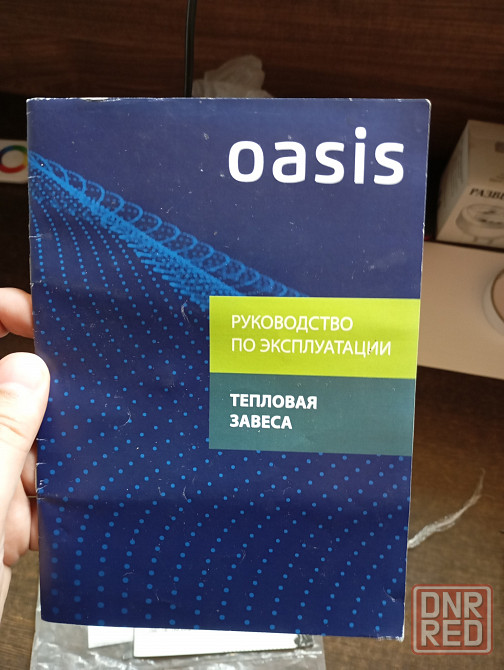 oasis
РУКОВОДСТВО
ПО ЭКСПЛУАТАЦИИ
ТЕПЛОВАЯ
ЗАВЕСА
DNR
RED